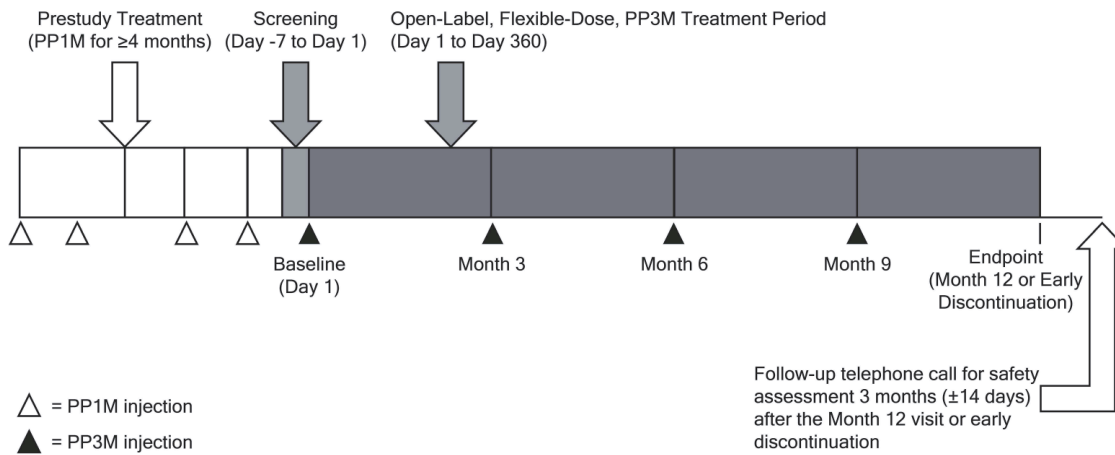 Prestudy Treatment
(PP1M for ≥4 months)
Screening
(Day -7 to Day 1)
Open-Label, Flexible-Dose, PP3M Treatment Period
(Day 1 to Day 360)
Baseline
(Day 1)
Month 3
Month 6
Month 9
Endpoint
(Month 12 or Early
Discontinuation)
Follow-up telephone call for safety
assessment 3 months (±14 days)
after the Month 12 visit or early
discontinuation
= PP1M injection
= PP3M injection